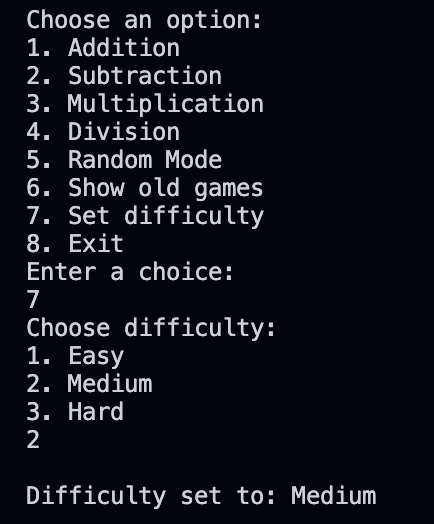 Choose an option:
1. Addition
2. Subtraction
3. Multiplication
4. Division
5. Random Mode
6. Show old games
7. Set difficulty
8. Exit
Enter a choice:
7
Choose difficulty:
1. Easy
2. Medium
3. Hard
2

Difficulty set to: Medium